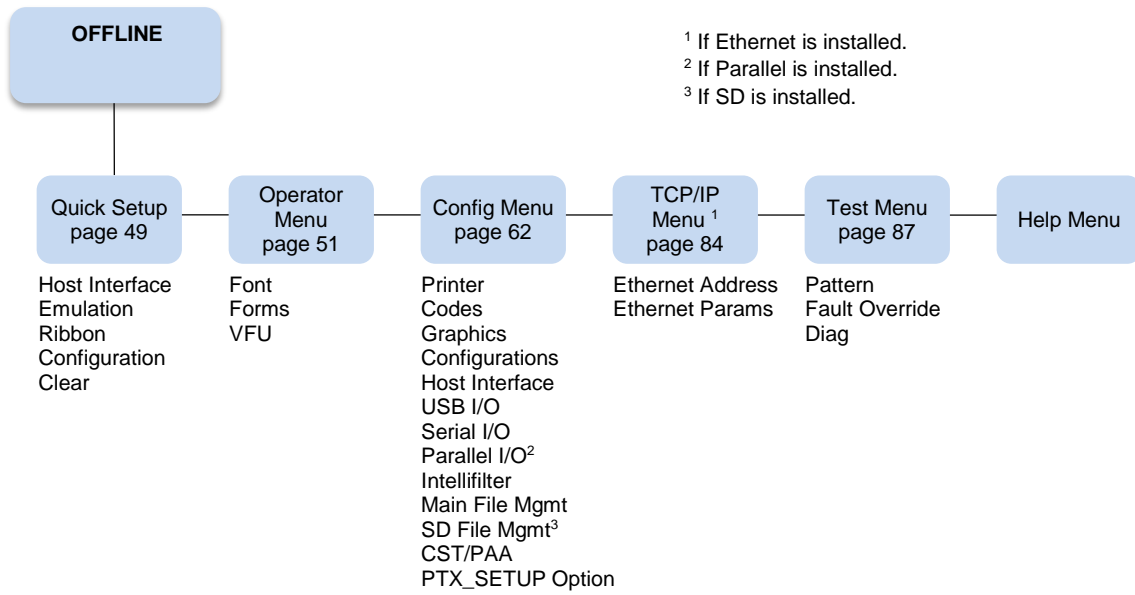 OFFLINE
¹ If Ethernet is installed.
² If Parallel is installed.
³ If SD is installed.
Quick Setup
page 49
Operator
Menu
page 51
Config Menu
page 62
TCP/IP
Menu ¹
page 84
Test Menu
page 87
Help Menu
Host Interface
Emulation
Ribbon
Configuration
Clear
Font
Forms
VFU
Printer
Codes
Graphics
Configurations
Host Interface
USB I/O
Serial I/O
Parallel I/O²
Intellifilter
Main File Mgmt
SD File Mgmt³
CST/PAA
PTX_SETUP Option
Ethernet Address
Ethernet Params
Pattern
Fault Override
Diag